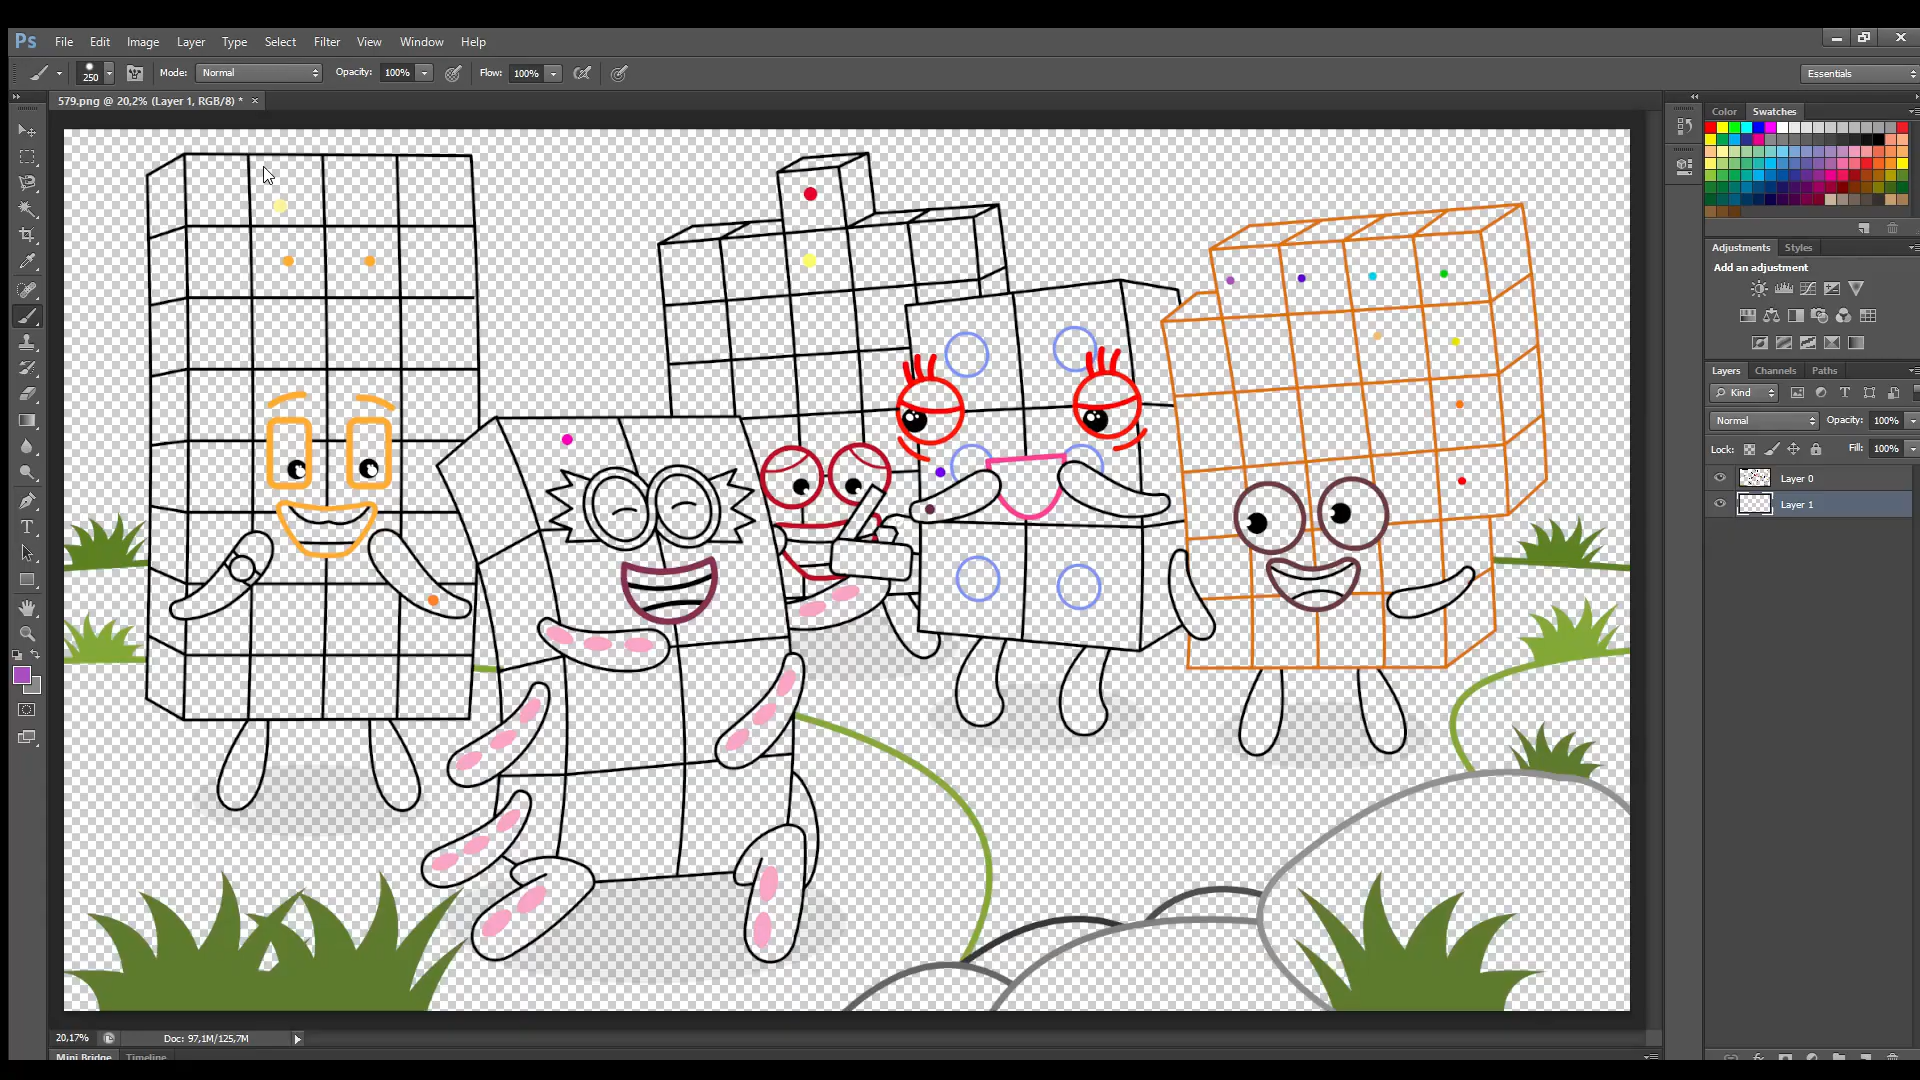 Ps File Edit Image Layer Type Select Filter View Window Help
250 Mode: Normal Opacity: 100% Flow: 100% Essentials
579.png @ 20,2% (Layer 1, RGB/8) * ×
Color Swatches
Adjustments Styles
Add an adjustment
Layers Channels Paths
Kind
Normal Opacity: 100%
Lock: Fill: 100%
Layer 0
Layer 1
20,17% Doc: 97,1M/125,7M
Mini Bridge Timeline